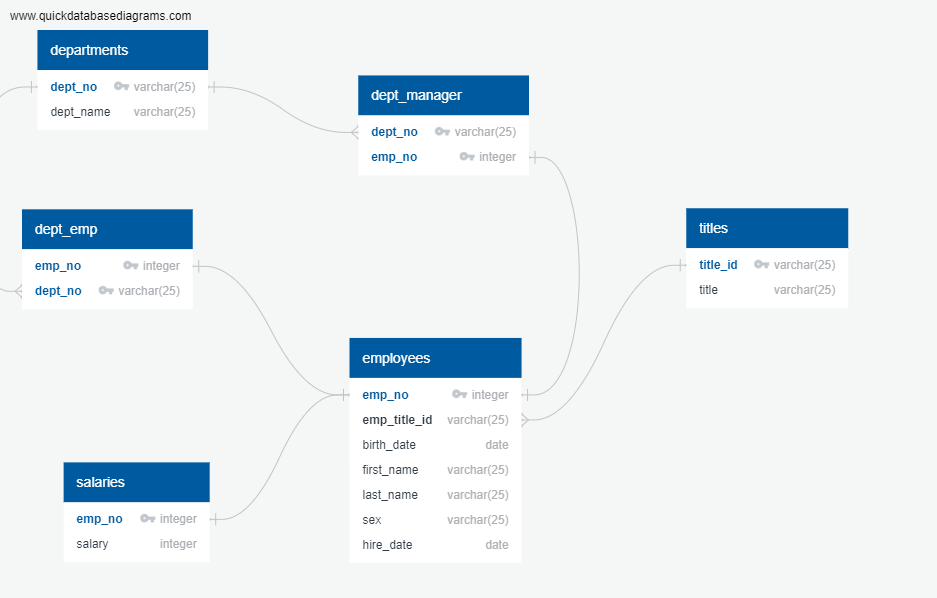 www.quickdatabasediagrams.com
departments
dept_no varchar(25)
dept_name varchar(25)
dept_manager
dept_no varchar(25)
emp_no integer
dept_emp
emp_no integer
dept_no varchar(25)
titles
title_id varchar(25)
title varchar(25)
employees
emp_no integer
emp_title_id varchar(25)
birth_date date
first_name varchar(25)
last_name varchar(25)
sex varchar(25)
hire_date date
salaries
emp_no integer
salary integer